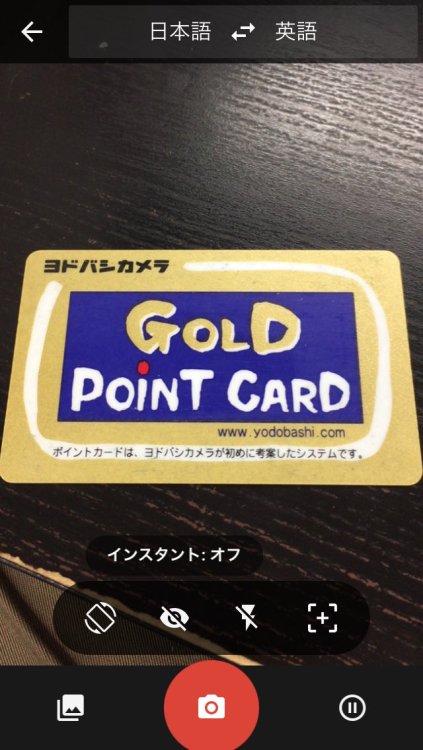 日本語 英語
ヨドバシカメラ
GOLD
POINT CARD
www.yodobashi.com
ポイントカードは、ヨドバシカメラが初めに考案したシステムです。
インスタント: オフ